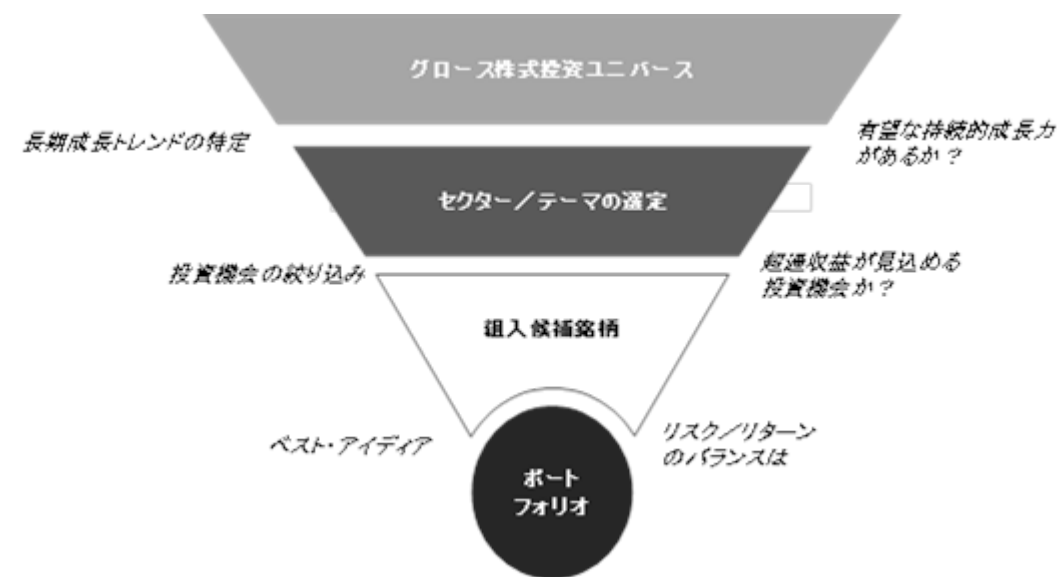 グロース株式投資ユニバース
長期成長トレンドの特定
有望な持続的成長力
があるか？
セクター／テーマの選定
投資機会の絞り込み
超過収益が見込める
投資機会か？
組入候補銘柄
ベスト・アイディア
リスク／リターン
のバランスは
ポート
フォリオ